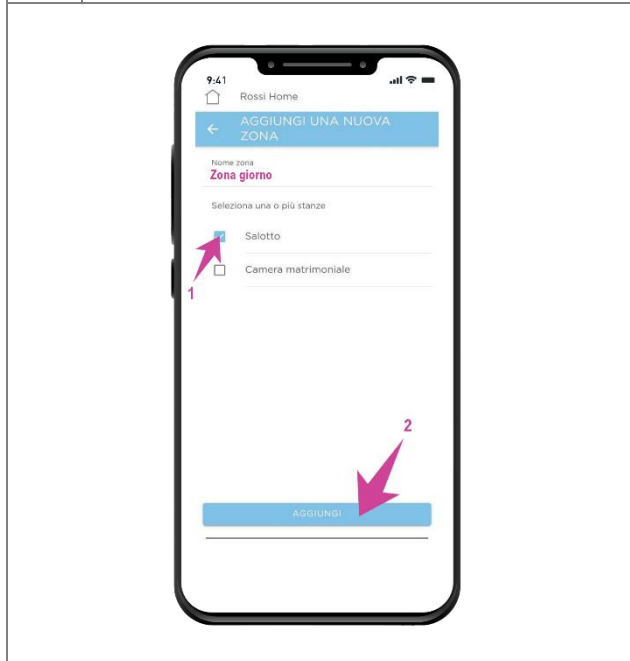 9:41
Rossi Home
AGGIUNGI UNA NUOVA
ZONA
Nome zona
Zona giorno
Seleziona una o più stanze
Salotto
Camera matrimoniale
1
2
AGGIUNGI